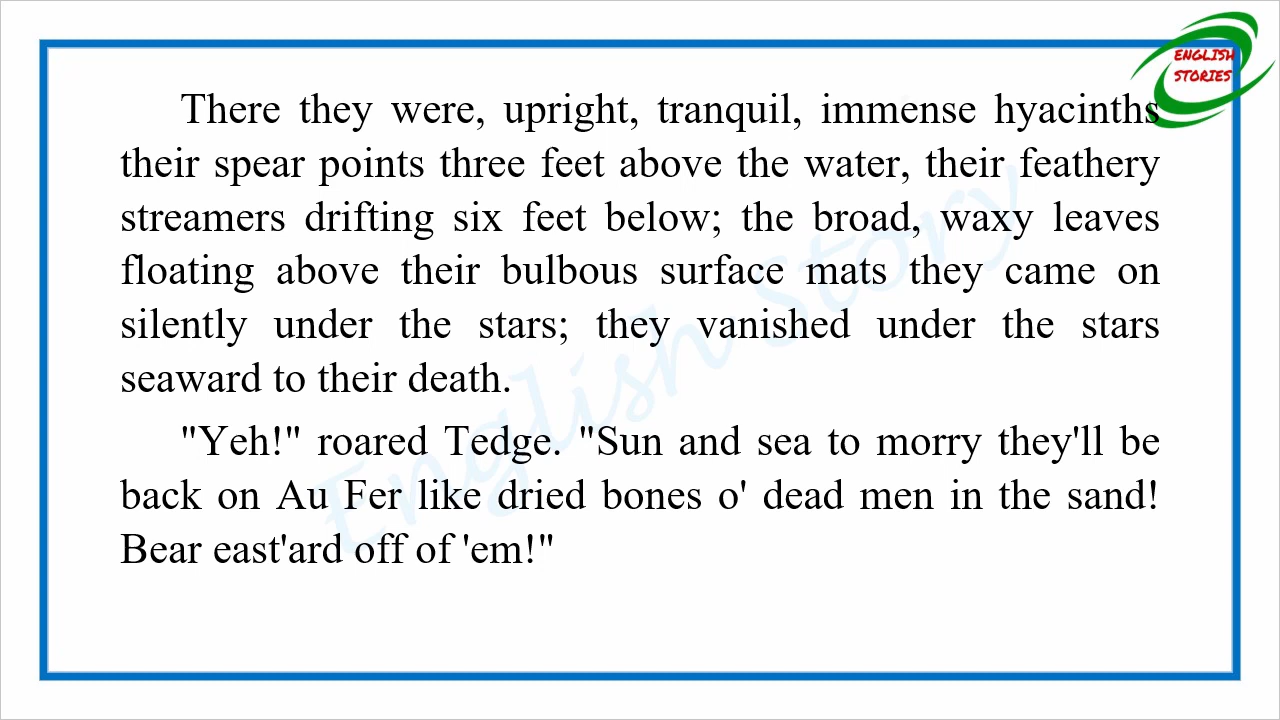 ENGLISH
STORIES
There they were, upright, tranquil, immense hyacinths
their spear points three feet above the water, their feathery
streamers drifting six feet below; the broad, waxy leaves
floating above their bulbous surface mats they came on
silently under the stars; they vanished under the stars
seaward to their death.
"Yeh!" roared Tedge. "Sun and sea to morry they'll be
back on Au Fer like dried bones o' dead men in the sand!
Bear east'ard off of 'em!"
English Story